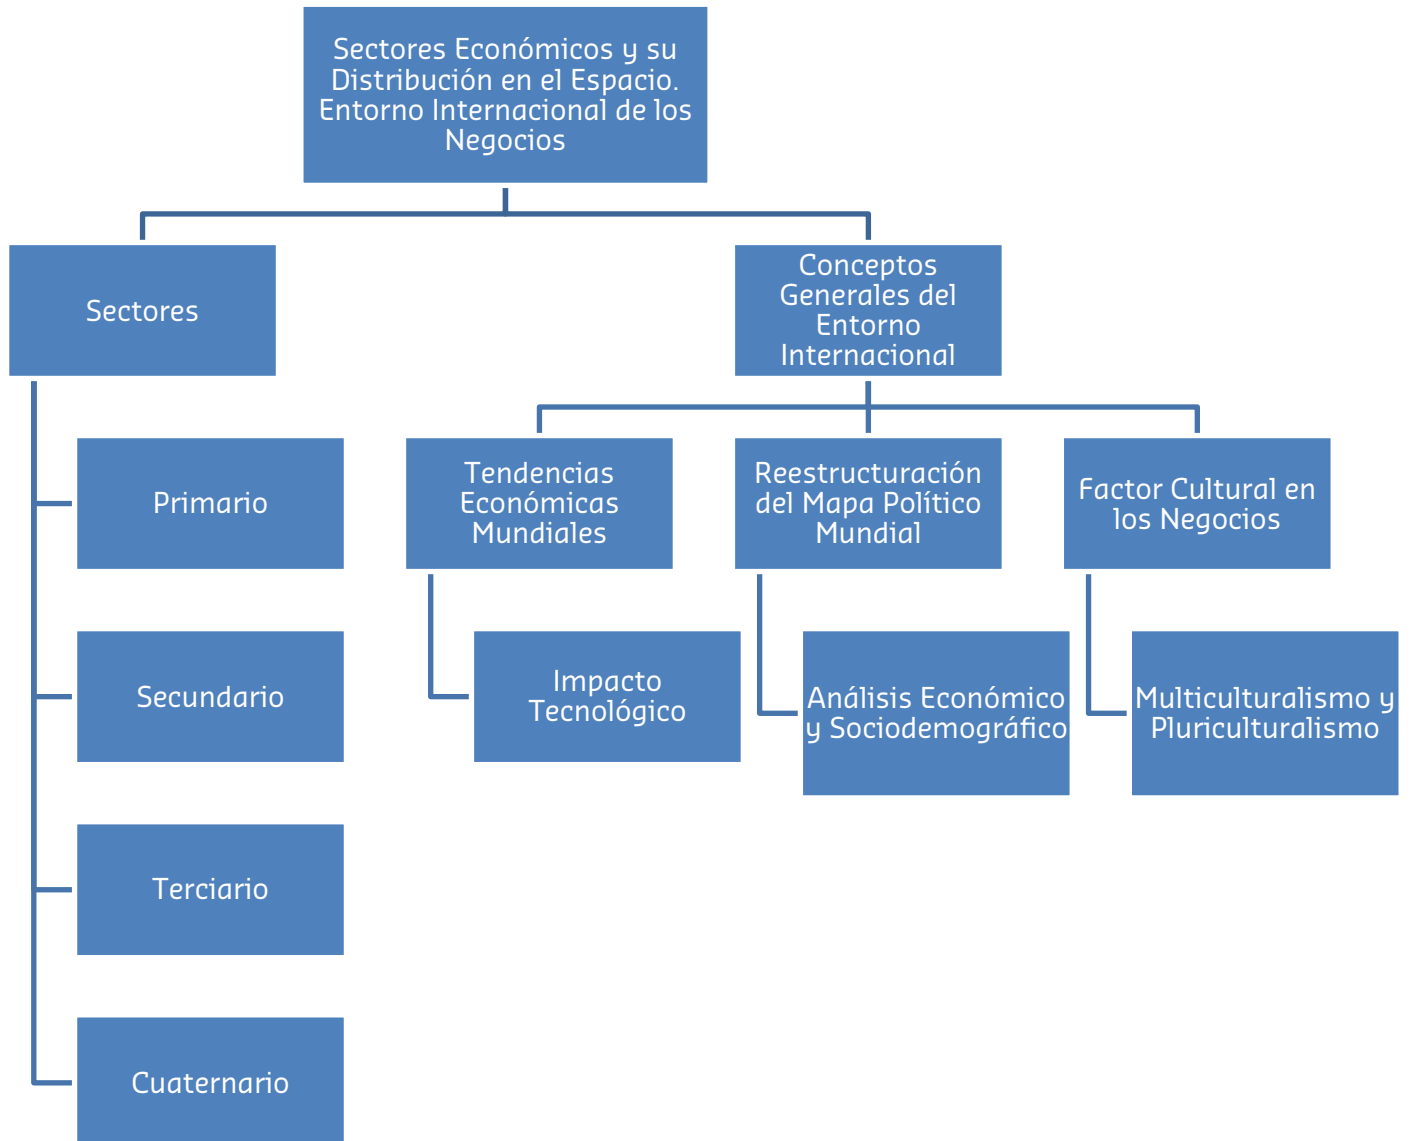 Sectores Económicos y su
Distribución en el Espacio.
Entorno Internacional de los
Negocios
Sectores
Conceptos
Generales del
Entorno
Internacional
Primario
Tendencias
Económicas
Mundiales
Reestructuración
del Mapa Político
Mundial
Factor Cultural en
los Negocios
Secundario
Impacto
Tecnológico
Análisis Económico
y Sociodemográfico
Multiculturalismo y
Pluriculturalismo
Terciario
Cuaternario